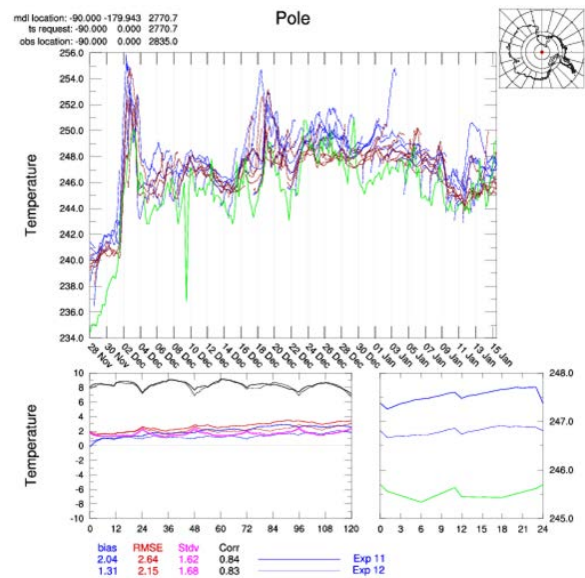 Pole
mdl location: -90.000 -179.943 2770.7
ts request: -90.000 0.000 2770.7
obs location: -90.000 0.000 2835.0
256.0
254.0
252.0
250.0
248.0
246.0
244.0
242.0
240.0
238.0
236.0
234.0
Temperature
28 Nov
30 Nov
02 Dec
04 Dec
06 Dec
08 Dec
10 Dec
12 Dec
14 Dec
16 Dec
18 Dec
20 Dec
22 Dec
24 Dec
26 Dec
28 Dec
30 Dec
01 Jan
03 Jan
05 Jan
07 Jan
09 Jan
11 Jan
13 Jan
15 Jan
10
8
6
4
2
0
-2
-4
-6
-8
-10
Temperature
0 12 24 36 48 60 72 84 96 108 120
248.0
247.0
246.0
245.0
0 3 6 9 12 15 18 21 24
bias RMSE Stdv Corr
2.04 2.64 1.62 0.84 Exp 11
1.31 2.15 1.68 0.83 Exp 12